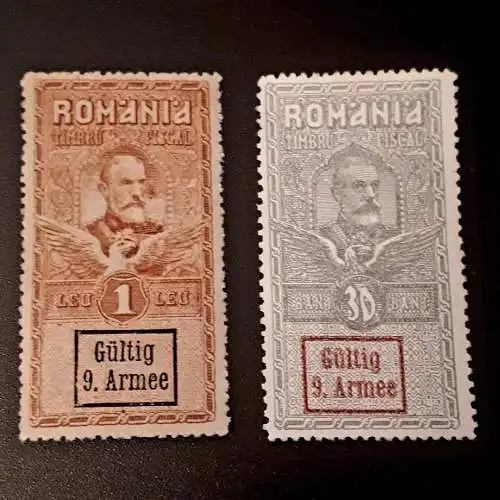 ROMANIA
TIMBRU FISCAL
LEU 1 LEU
Gültig
9. Armee
ROMANIA
TIMBRU FISCAL
BANI 30 BANI
Gültig
9. Armee